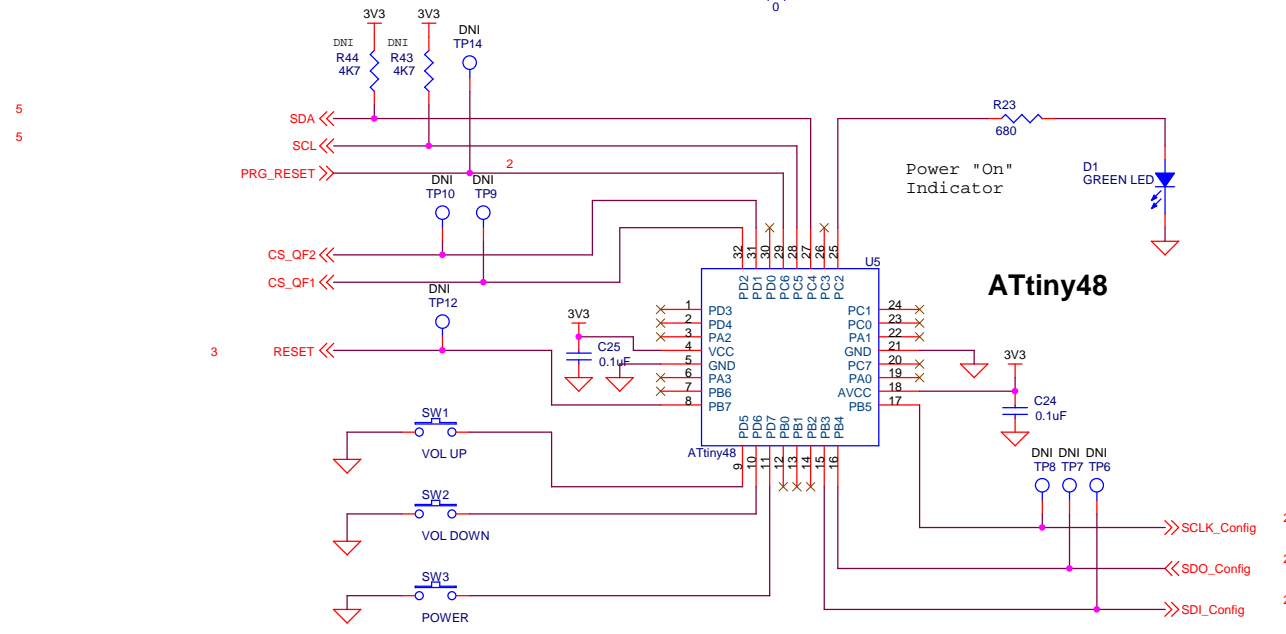 0
3V3 3V3
DNI
TP14
DNI DNI
R44 R43
4K7 4K7
5 SDA
5 SCL
PRG_RESET 2
R23
680
Power "On"
Indicator
D1
GREEN LED
DNI DNI
TP10 TP9
CS_QF2
CS_QF1
32 31 30 29 28 27 26 25
PD2 PD1 PD0 PC6 PC5 PC4 PC3 PC2
U5
ATtiny48
DNI
TP12
3 RESET
3V3
C25
0.1uF
1 PD3 PC1 24
2 PD4 PC0 23
3 PA2 PA1 22
4 VCC GND 21
5 GND PC7 20
6 PA3 PA0 19
7 PB6 AVCC 18
8 PB7 PB5 17
3V3
C24
0.1uF
PD5 PD6 PD7 PB0 PB1 PB2 PB3 PB4
9 10 11 12 13 14 15 16
ATtiny48
SW1
VOL UP
SW2
VOL DOWN
SW3
POWER
DNI DNI DNI
TP8 TP7 TP6
SCLK_Config
SDO_Config
SDI_Config